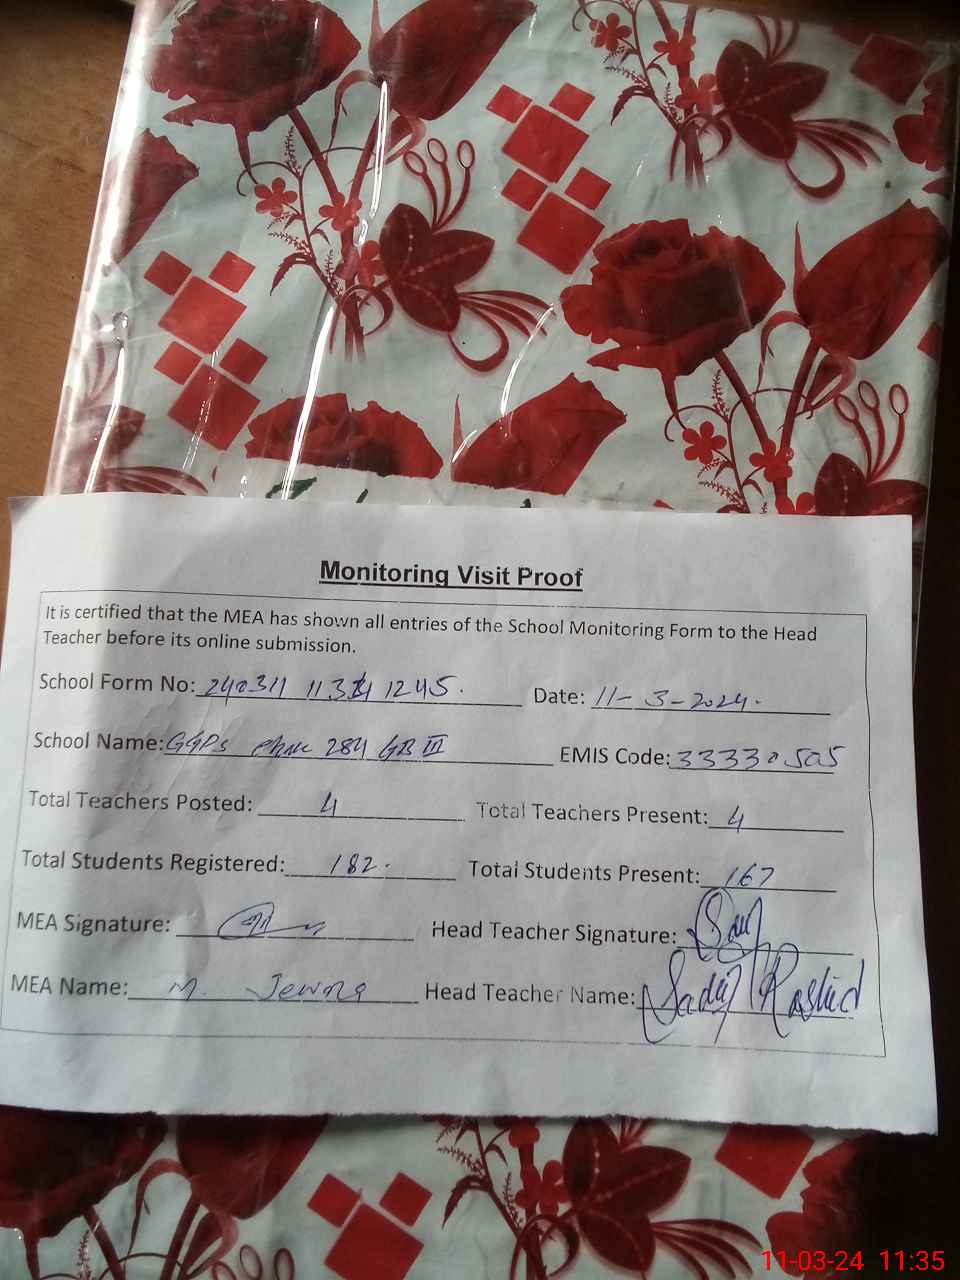 Monitoring Visit Proof
It is certified that the MEA has shown all entries of the School Monitoring Form to the Head
Teacher before its online submission.
School Form No: 240311 1245. Date: 11-3-2024.
School Name: GGPS 284 GB III EMIS Code: 33330505
Total Teachers Posted: 4 Total Teachers Present: 4
Total Students Registered: 182. Total Students Present: 167
MEA Signature: Head Teacher Signature:
MEA Name: M. Head Teacher Name: Rashid
11-03-24 11:35